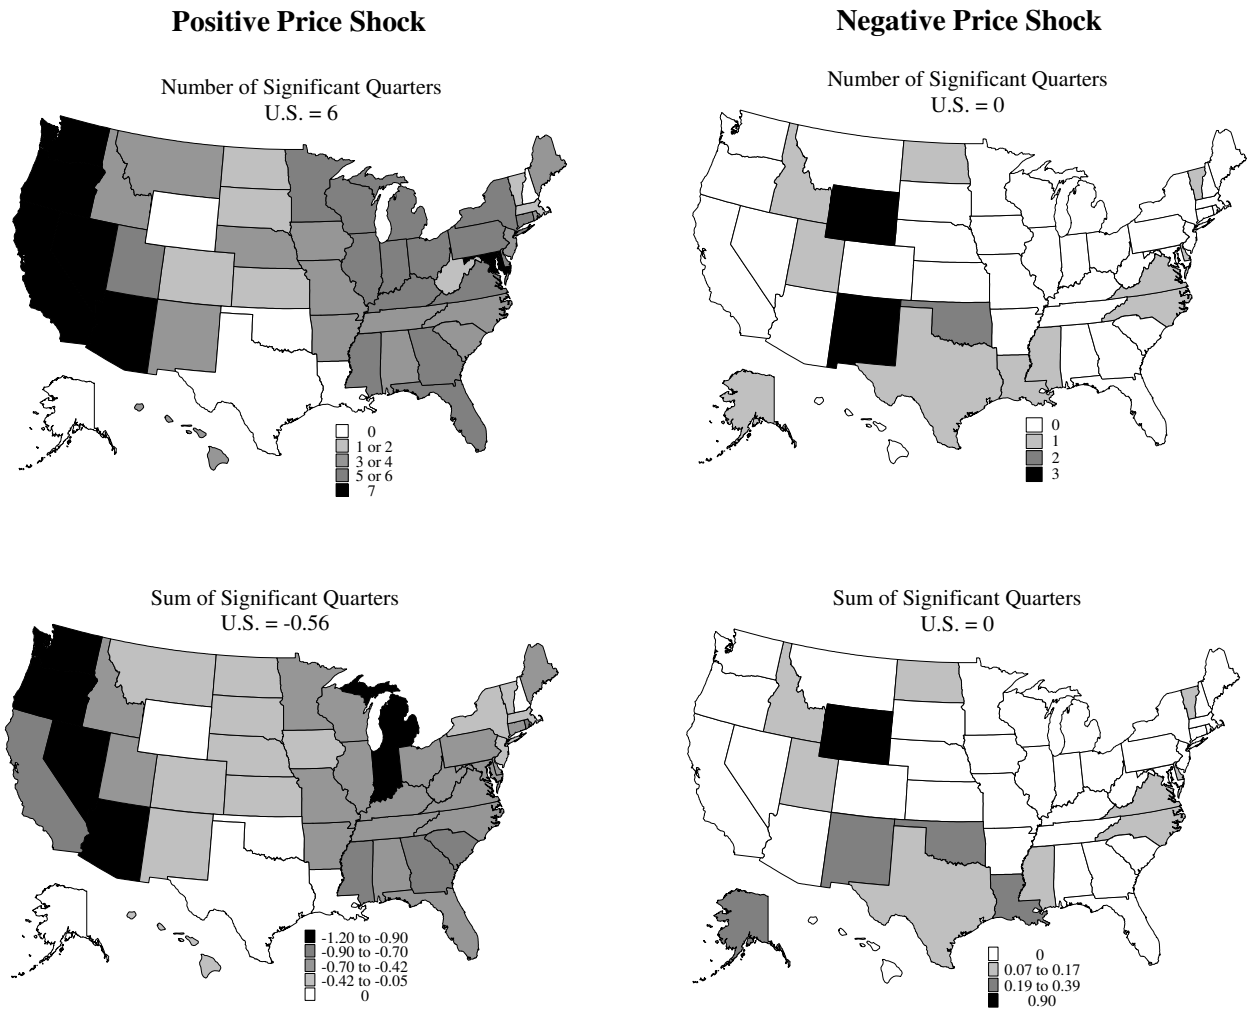 Positive Price Shock
Negative Price Shock
Number of Significant Quarters
U.S. = 6
0
1 or 2
3 or 4
5 or 6
7
Number of Significant Quarters
U.S. = 0
0
1
2
3
Sum of Significant Quarters
U.S. = -0.56
-1.20 to -0.90
-0.90 to -0.70
-0.70 to -0.42
-0.42 to -0.05
0
Sum of Significant Quarters
U.S. = 0
0
0.07 to 0.17
0.19 to 0.39
0.90